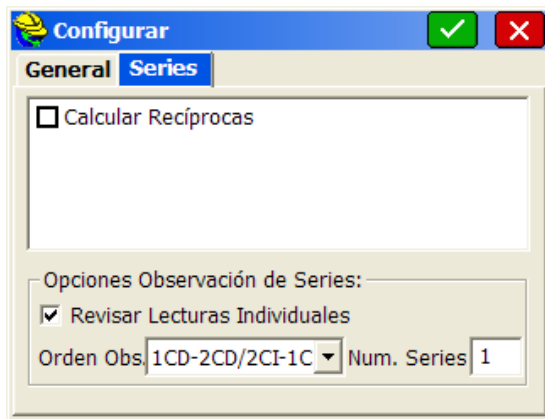 Configurar
General Series
Calcular Recíprocas
Opciones Observación de Series:
Revisar Lecturas Individuales
Orden Obs. 1CD-2CD/2CI-1C Num. Series 1